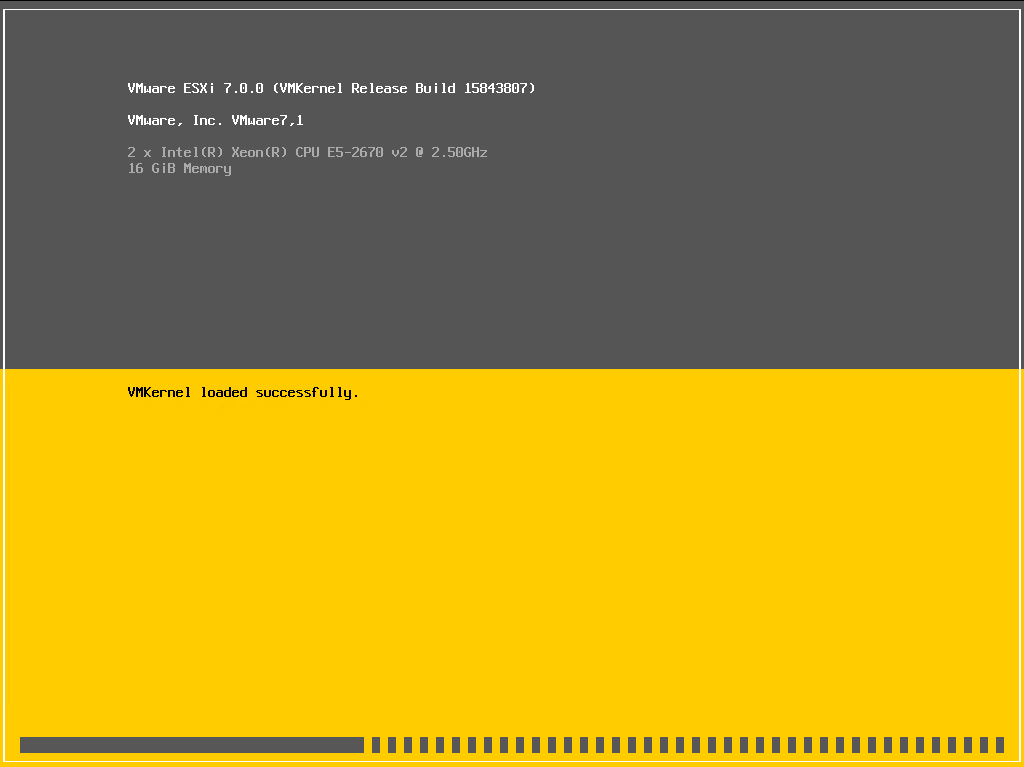 VMware ESXi 7.0.0 (VMKernel Release Build 15843807)
VMware, Inc. VMware7,1
2 x Intel(R) Xeon(R) CPU E5-2670 v2 @ 2.50GHz
16 GiB Memory
VMKernel loaded successfully.